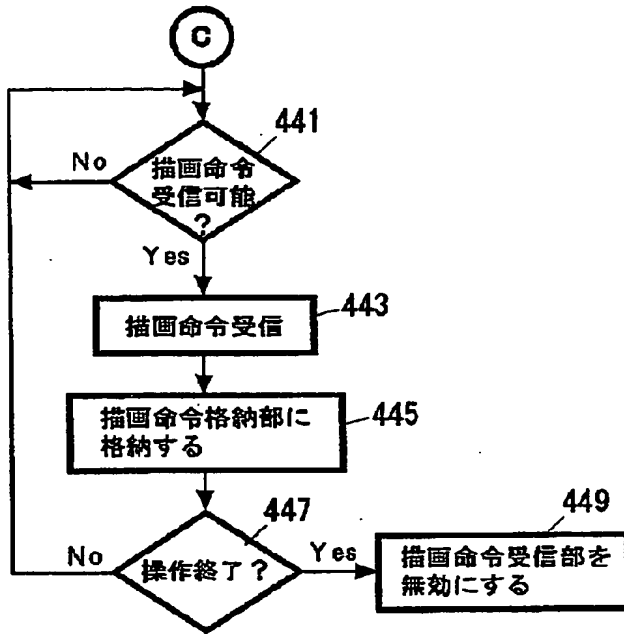 C
441
No
描画命令
受信可能
?
Yes
443
描画命令受信
445
描画命令格納部に
格納する
447
No
操作終了?
Yes
449
描画命令受信部を
無効にする